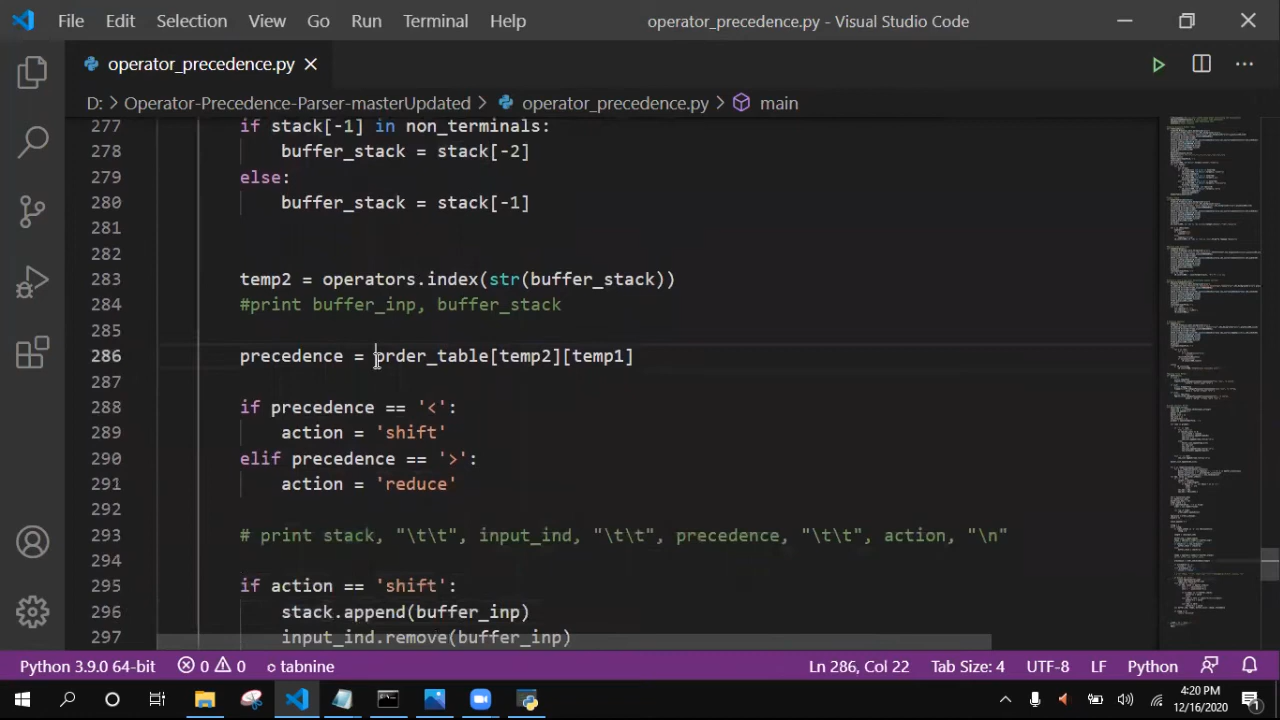 File Edit Selection View Go Run Terminal Help operator_precedence.py - Visual Studio Code
operator_precedence.py
D: > Operator-Precedence-Parser-masterUpdated > operator_precedence.py > main
277 if stack[-1] in non_terminals:
278 buffer_stack = stack[-2]
279 else:
280 buffer_stack = stack[-1]
281
282
283 temp2 =operators.index(str(buffer_stack))
284 #print buffer_inp, buffer_stack
285
286 precedence = order_table[temp2][temp1]
287
288 if precedence == '<':
289 action = 'shift'
290 elif precedence == '>':
291 action = 'reduce'
292
293 # print stack, "\t\t", input_ind, "\t\t", precedence, "\t\t", action, "\n"
294
295 if action == 'shift':
296 stack.append(buffer_inp)
297 input_ind.remove(buffer_inp)
Python 3.9.0 64-bit 0 0 tabnine Ln 286, Col 22 Tab Size: 4 UTF-8 LF Python
4:20 PM
12/16/2020
1